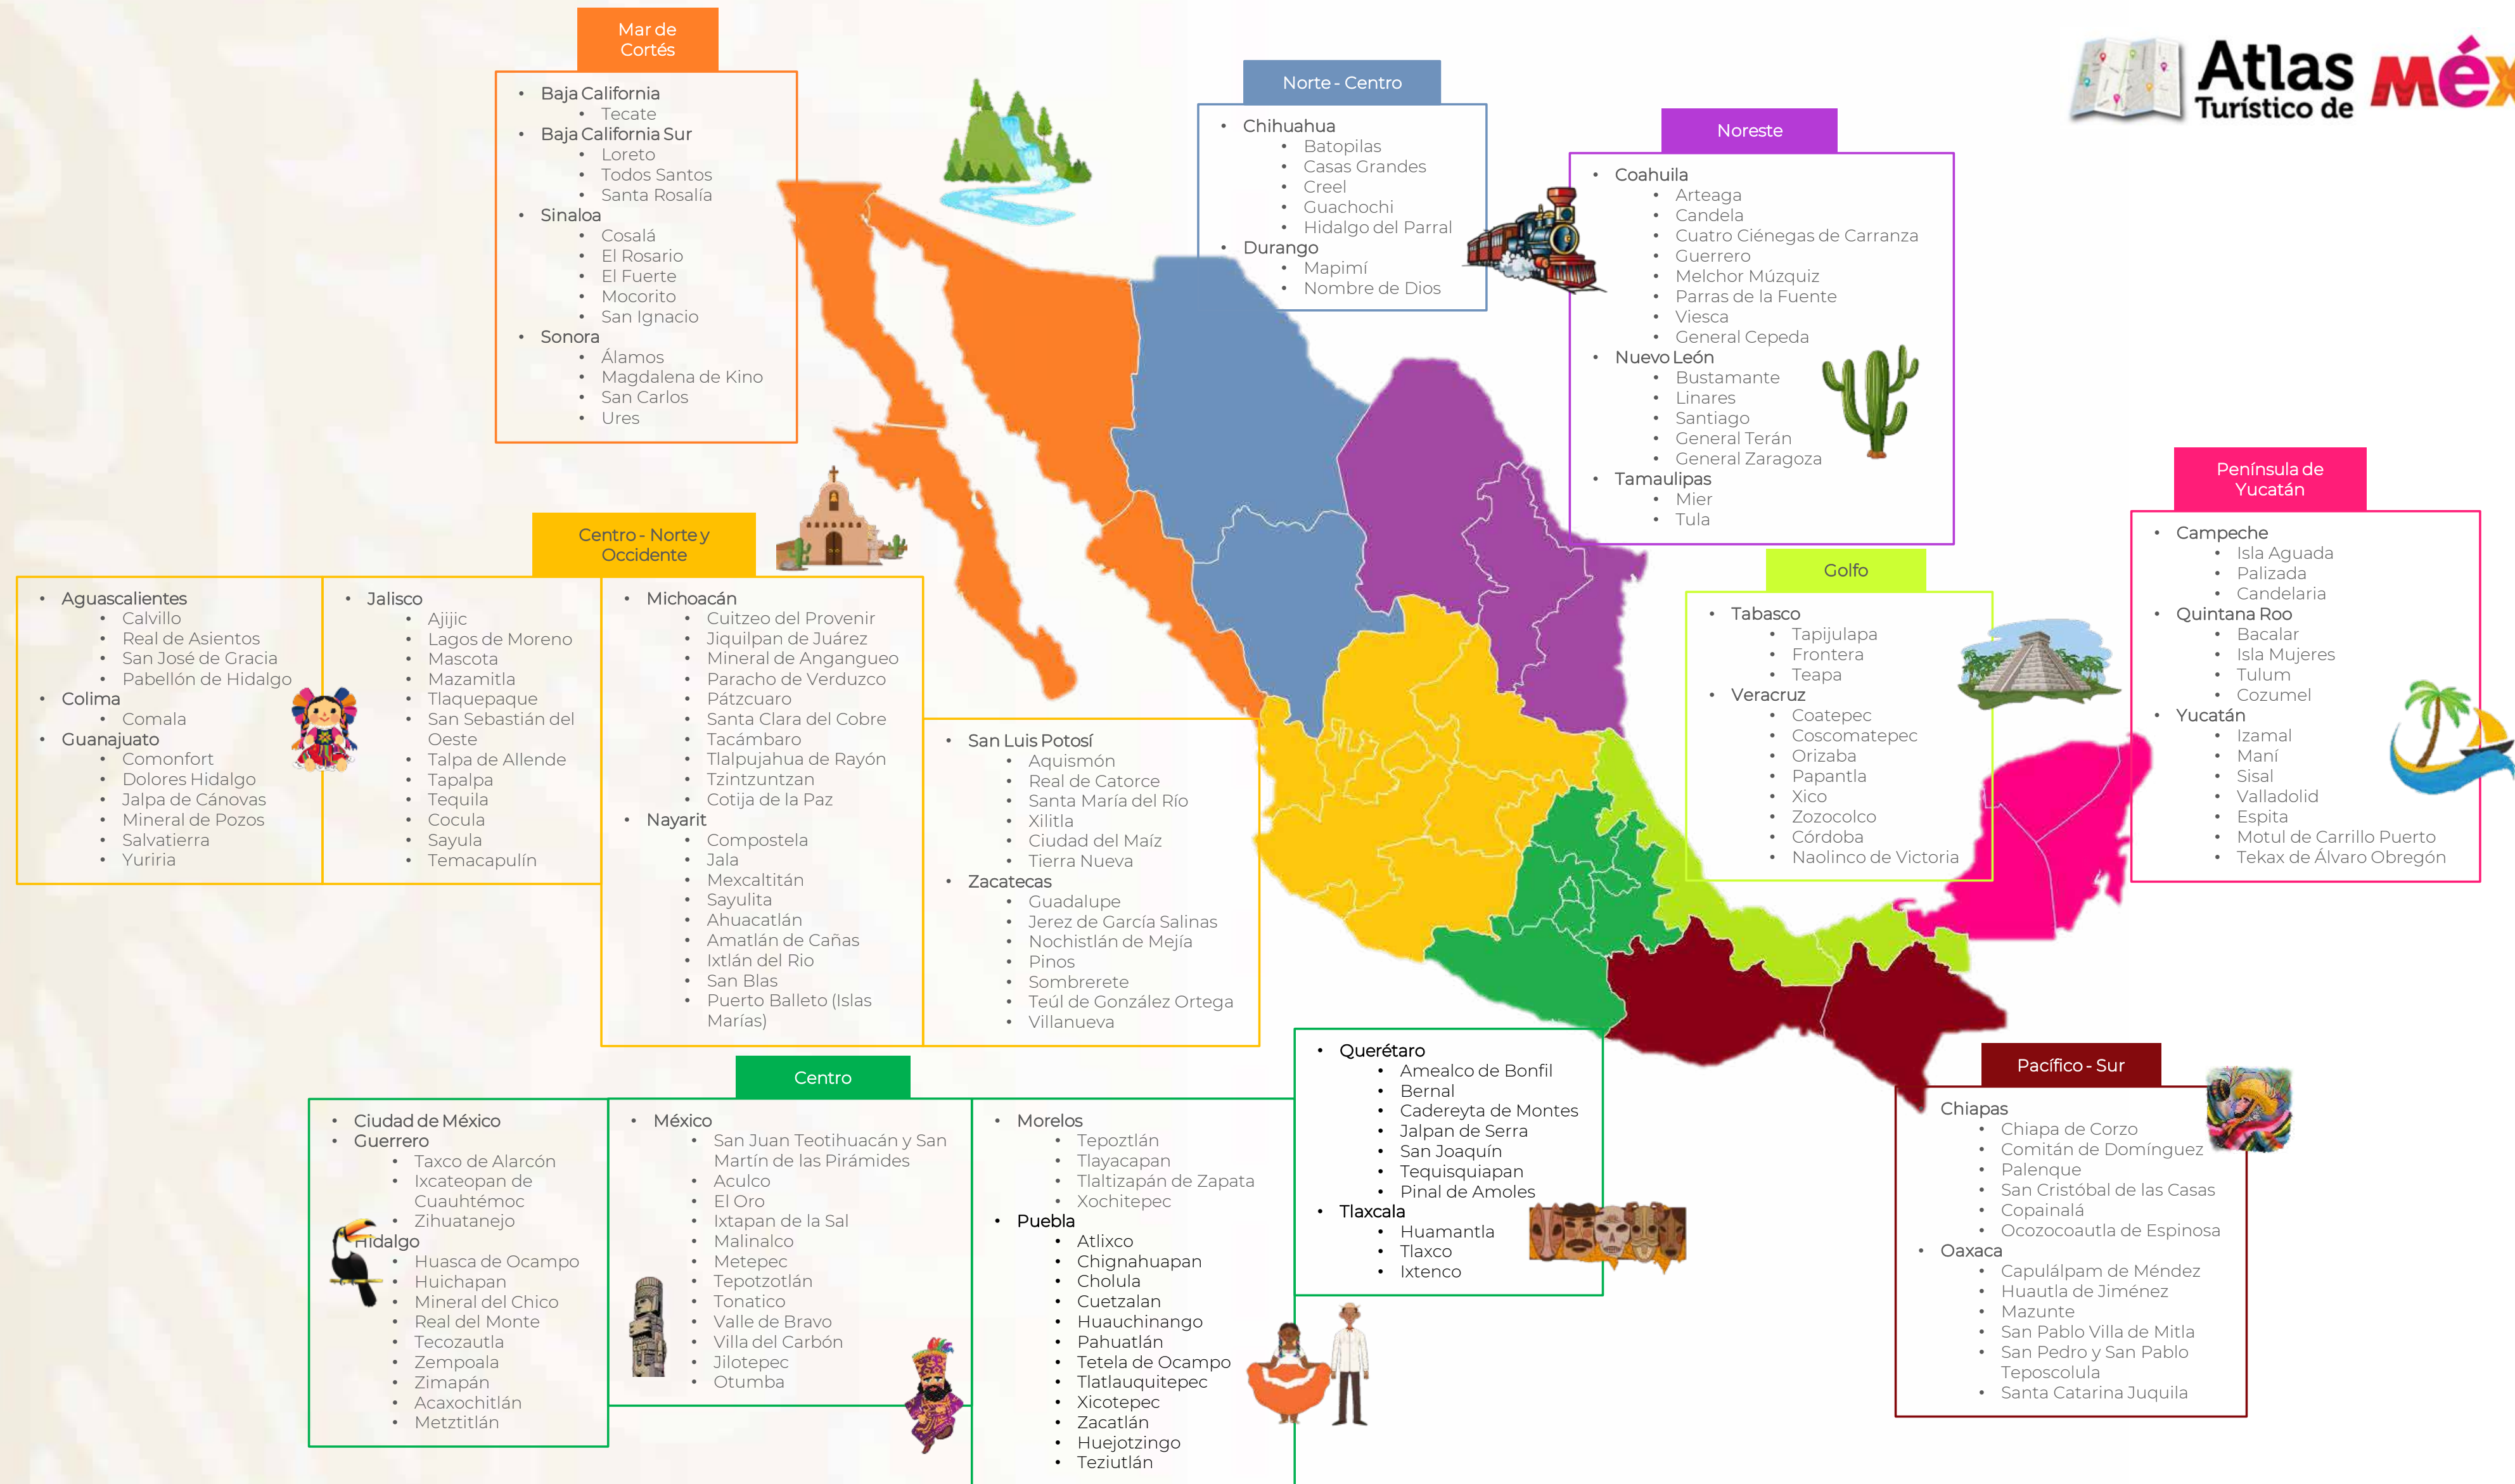 Mar de
Cortés
Baja California
Tecate
Baja California Sur
Loreto
Todos Santos
Santa Rosalía
Sinaloa
Cosalá
El Rosario
El Fuerte
Mocorito
San Ignacio
Sonora
Álamos
Magdalena de Kino
San Carlos
Ures
Norte - Centro
Chihuahua
Batopilas
Casas Grandes
Creel
Guachochi
Hidalgo del Parral
Durango
Mapimí
Nombre de Dios
Atlas
Turístico de
Noreste
Coahuila
Arteaga
Candela
Cuatro Ciénegas de Carranza
Guerrero
Melchor Múzquiz
Parras de la Fuente
Viesca
General Cepeda
Nuevo León
Bustamante
Linares
Santiago
General Terán
General Zaragoza
Tamaulipas
Mier
Tula
Península de
Yucatán
Campeche
Isla Aguada
Palizada
Candelaria
Quintana Roo
Bacalar
Isla Mujeres
Tulum
Cozumel
Yucatán
Izamal
Maní
Sisal
Valladolid
Espita
Motul de Carrillo Puerto
Tekax de Álvaro Obregón
Golfo
Tabasco
Tapijulapa
Frontera
Teapa
Veracruz
Coatepec
Coscomatepec
Orizaba
Papantla
Xico
Zozocolco
Córdoba
Naolinco de Victoria
Centro - Norte y
Occidente
Aguascalientes
Calvillo
Real de Asientos
San José de Gracia
Pabellón de Hidalgo
Colima
Comala
Guanajuato
Comonfort
Dolores Hidalgo
Jalpa de Cánovas
Mineral de Pozos
Salvatierra
Yuriria
Jalisco
Ajijic
Lagos de Moreno
Mascota
Mazamitla
Tlaquepaque
San Sebastián del
Oeste
Talpa de Allende
Tapalpa
Tequila
Cocula
Sayula
Temacapulín
Michoacán
Cuitzeo del Provenir
Jiquilpan de Juárez
Mineral de Angangueo
Paracho de Verduzco
Pátzcuaro
Santa Clara del Cobre
Tacámbaro
Tlalpujahua de Rayón
Tzintzuntzan
Cotija de la Paz
Nayarit
Compostela
Jala
Mexcaltitán
Sayulita
Ahuacatlán
Amatlán de Cañas
Ixtlán del Rio
San Blas
Puerto Balleto (Islas
Marías)
San Luis Potosí
Aquismón
Real de Catorce
Santa María del Río
Xilitla
Ciudad del Maíz
Tierra Nueva
Zacatecas
Guadalupe
Jerez de García Salinas
Nochistlán de Mejía
Pinos
Sombrerete
Teúl de González Ortega
Villanueva
Centro
Ciudad de México
Guerrero
Taxco de Alarcón
Ixcateopan de
Cuauhtémoc
Zihuatanejo
Hidalgo
Huasca de Ocampo
Huichapan
Mineral del Chico
Real del Monte
Tecozautla
Zempoala
Zimapán
Acaxochitlán
Metztitlán
México
San Juan Teotihuacán y San
Martín de las Pirámides
Aculco
El Oro
Ixtapan de la Sal
Malinalco
Metepec
Tepotzotlán
Tonatico
Valle de Bravo
Villa del Carbón
Jilotepec
Otumba
Morelos
Tepoztlán
Tlayacapan
Tlaltizapán de Zapata
Xochitepec
Puebla
Atlixco
Chignahuapan
Cholula
Cuetzalan
Huauchinango
Pahuatlán
Tetela de Ocampo
Tlatlauquitepec
Xicotepec
Zacatlán
Huejotzingo
Teziutlán
Querétaro
Amealco de Bonfil
Bernal
Cadereyta de Montes
Jalpan de Serra
San Joaquín
Tequisquiapan
Pinal de Amoles
Tlaxcala
Huamantla
Tlaxco
Ixtenco
Pacífico - Sur
Chiapas
Chiapa de Corzo
Comitán de Domínguez
Palenque
San Cristóbal de las Casas
Copainalá
Ocozocoautla de Espinosa
Oaxaca
Capulálpam de Méndez
Huautla de Jiménez
Mazunte
San Pablo Villa de Mitla
San Pedro y San Pablo
Teposcolula
Santa Catarina Juquila